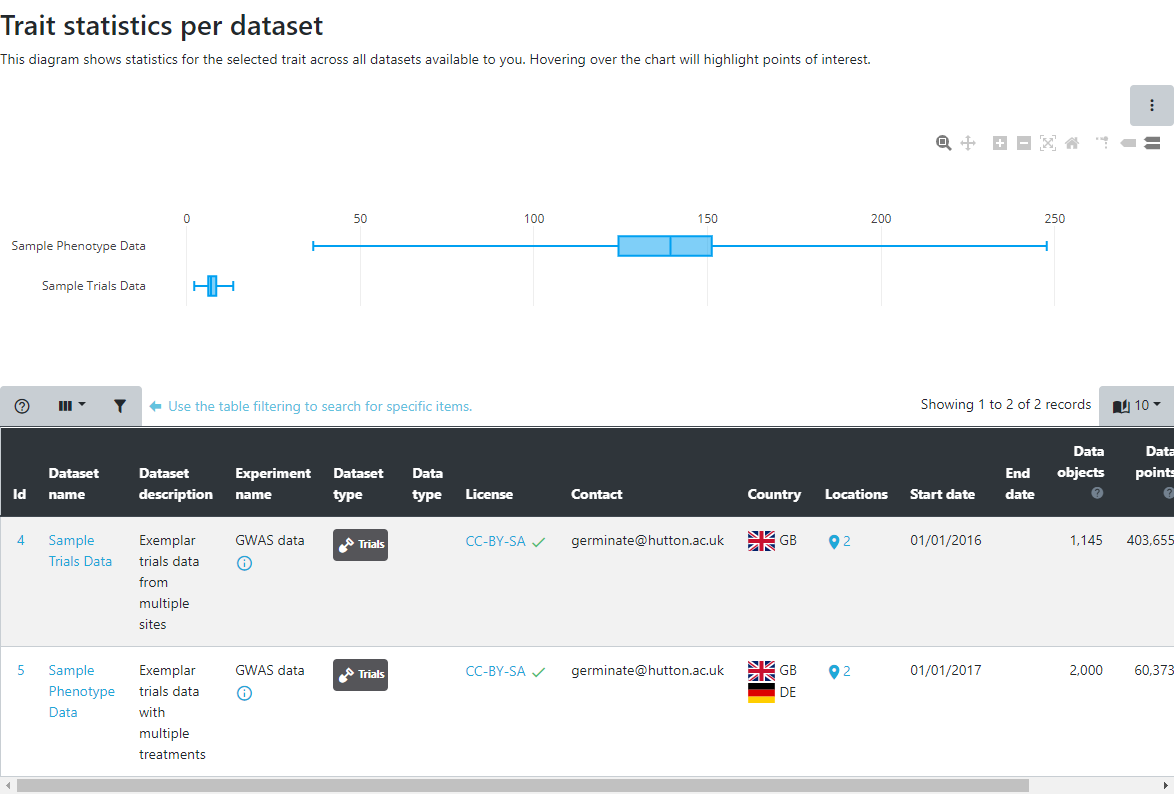 Trait statistics per dataset
This diagram shows statistics for the selected trait across all datasets available to you. Hovering over the chart will highlight points of interest.
0 50 100 150 200 250
Sample Phenotype Data
Sample Trials Data
Use the table filtering to search for specific items.
Showing 1 to 2 of 2 records
10
Id
Dataset
name
Dataset
description
Experiment
name
Dataset
type
Data
type
License
Contact
Country
Locations
Start date
End
date
Data
objects
Data
points
4
Sample
Trials Data
Exemplar
trials data
from
multiple
sites
GWAS data
Trials
CC-BY-SA
germinate@hutton.ac.uk
GB
2
01/01/2016
1,145
403,655
5
Sample
Phenotype
Data
Exemplar
trials data
with
multiple
treatments
GWAS data
Trials
CC-BY-SA
germinate@hutton.ac.uk
GB
DE
2
01/01/2017
2,000
60,373